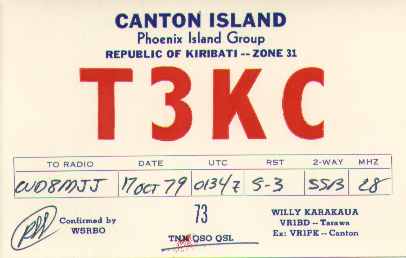 CANTON ISLAND
Phoenix Island Group
REPUBLIC OF KIRIBATI -- ZONE 31
T3KC
TO RADIO DATE UTC RST 2-WAY MHZ
WD8MJJ 17 OCT 79 0134Z 5-3 SSB 28
73
Confirmed by
W5RBO
TNX QSO QSL
WILLY KARAKAUA
VR1BD -- Tarawa
Ex: VR1PK -- Canton